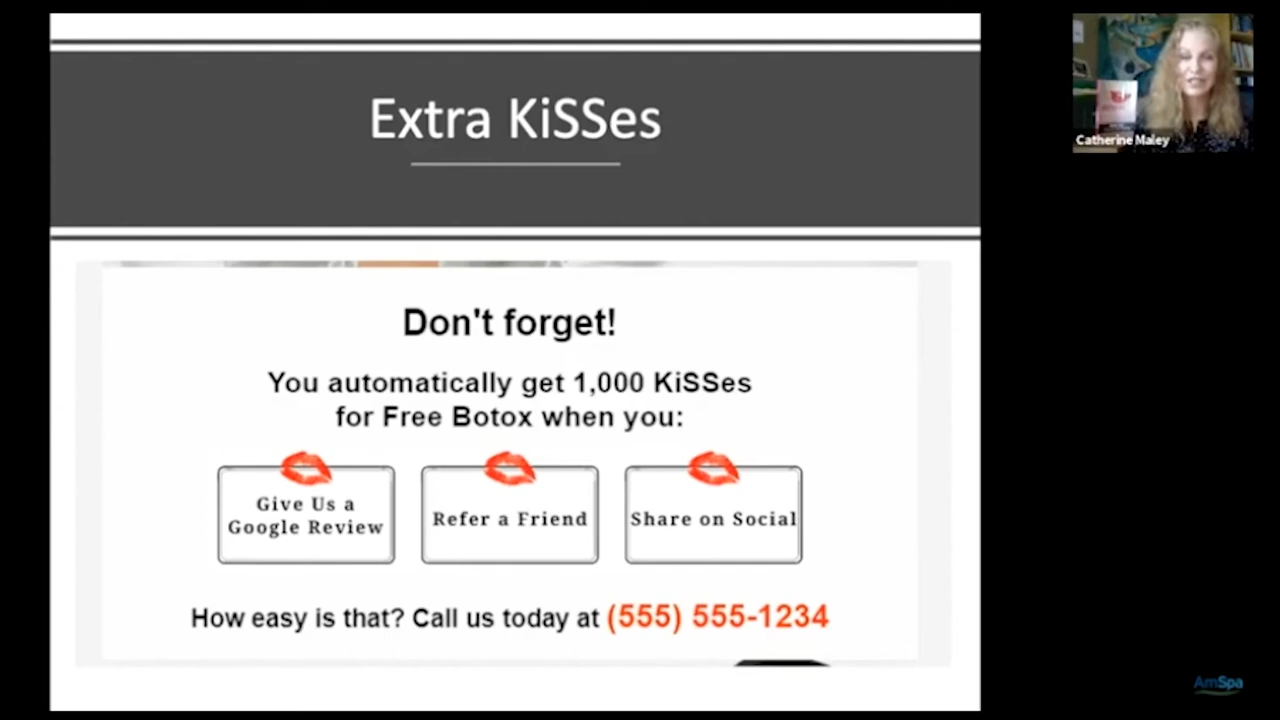 Extra KiSSes
Don't forget!
You automatically get 1,000 KiSSes
for Free Botox when you:
Give Us a
Google Review
Refer a Friend
Share on Social
How easy is that? Call us today at (555) 555-1234
Catherine Maley
AmSpa